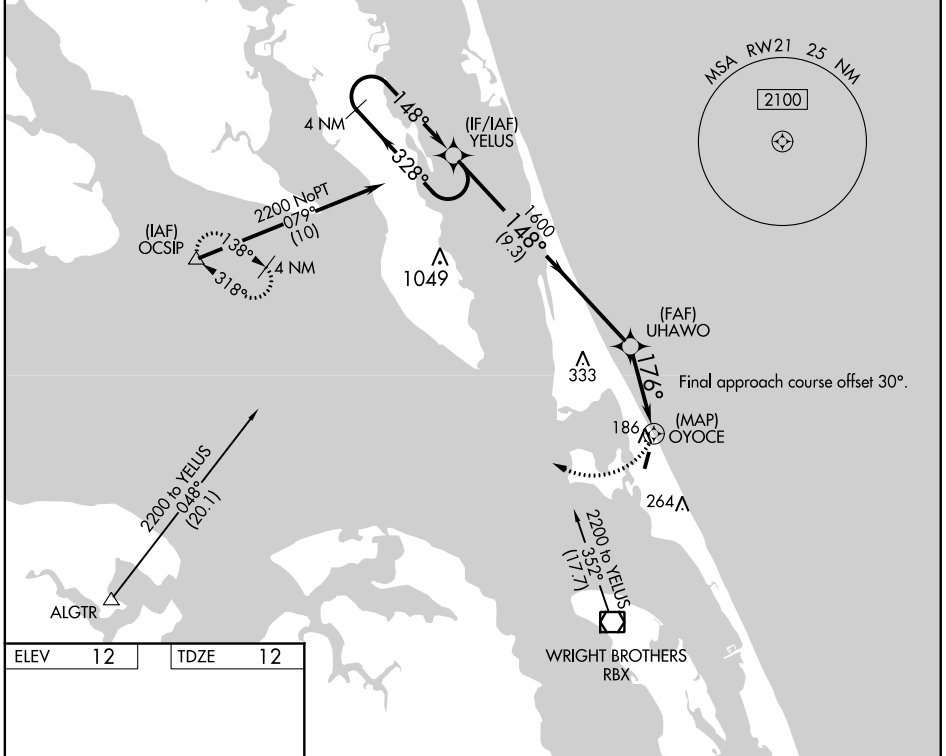 MSA RW21 25 NM
2100
4 NM
148°
328°
(IF/IAF)
YELUS
2200 NoPT
079°
(10)
(IAF)
OCSIP
138°
318°
4 NM
1049
1600
148°
(9.3)
(FAF)
UHAWO
333
176°
Final approach course offset 30°.
186
(MAP)
OYOCE
264
2200 to YELUS
048°
(20.1)
ALGTR
2200 to YELUS
352°
(17.7)
WRIGHT BROTHERS
RBX
ELEV 12
TDZE 12